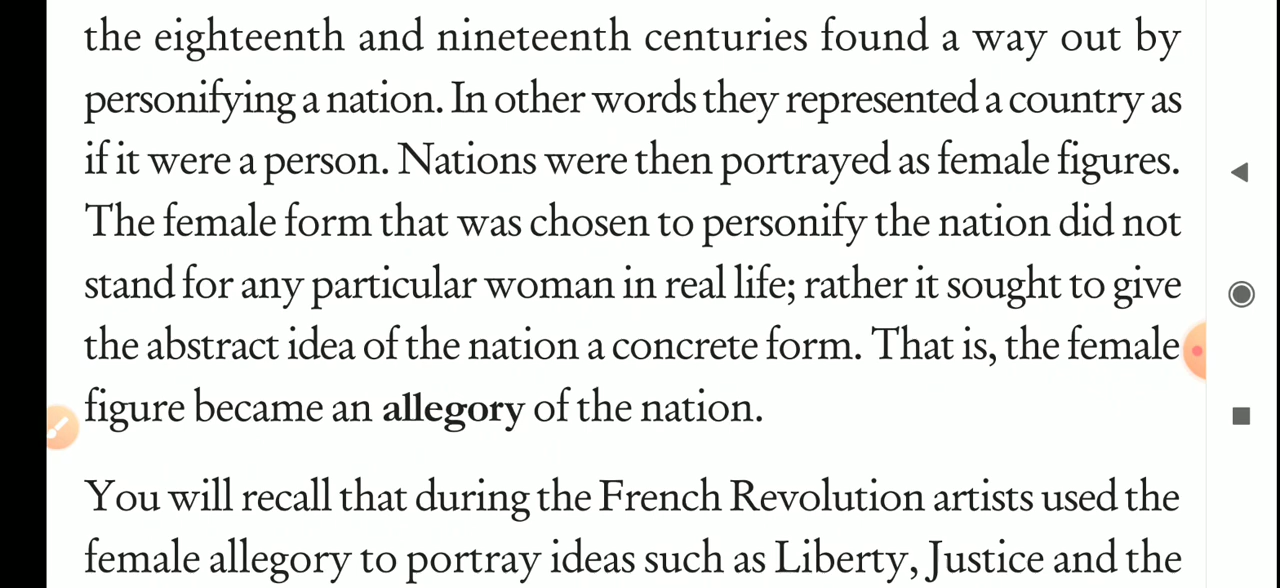 the eighteenth and nineteenth centuries found a way out by
personifying a nation. In other words they represented a country as
if it were a person. Nations were then portrayed as female figures.
The female form that was chosen to personify the nation did not
stand for any particular woman in real life; rather it sought to give
the abstract idea of the nation a concrete form. That is, the female
figure became an allegory of the nation.
You will recall that during the French Revolution artists used the
female allegory to portray ideas such as Liberty, Justice and the